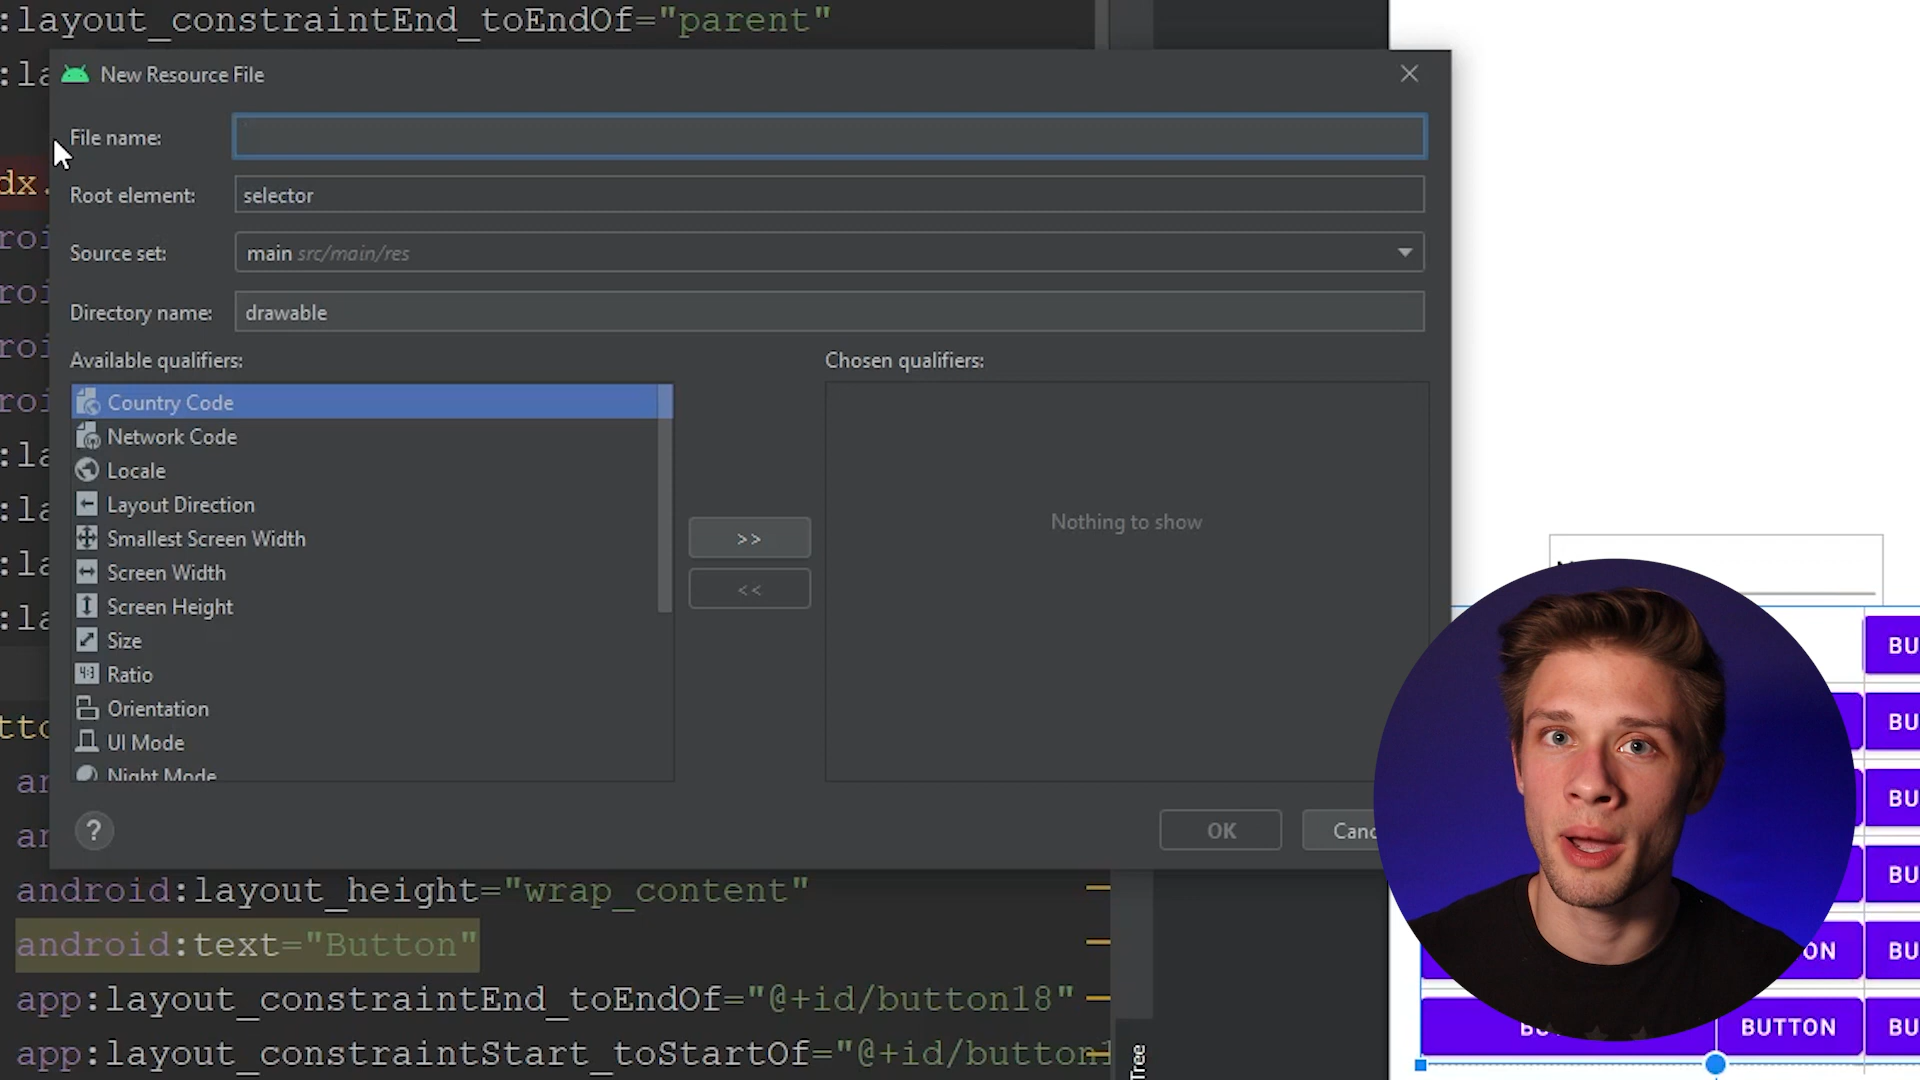 :layout_constraintEnd_toEndOf="parent"
:la
New Resource File
File name:
dx.
Root element:
selector
roi
Source set:
main src/main/res
roi
Directory name:
drawable
roi
Available qualifiers:
Chosen qualifiers:
roi
Country Code
Network Code
:la
Locale
:la
Layout Direction
Nothing to show
Smallest Screen Width
>>
:la
Screen Width
<<
Screen Height
:la
Size
BU
Ratio
Orientation
BU
tto
UI Mode
an
Night Mode
BU
?
OK
Canc
an
android:layout_height="wrap_content"
BU
android:text="Button"
ON
BU
app:layout_constraintEnd_toEndOf="@+id/button18"
BU
BUTTON
BU
app:layout_constraintStart_toStartOf="@+id/button1
Tree